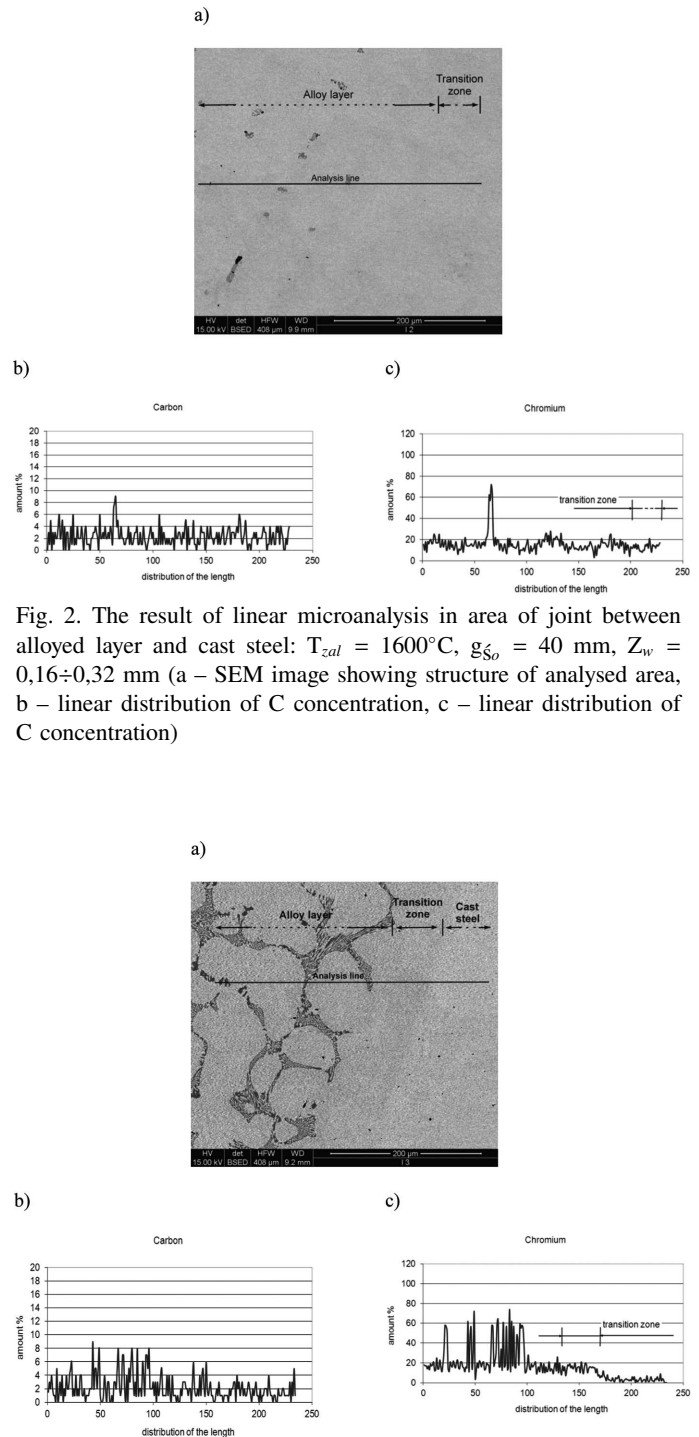 a)
Alloy layer
Transition
zone
Analysis line
HV det HFW WD 200 µm
15.00 kV BSED 408 µm 9.9 mm I 2
b)
Carbon
amount %
20
18
16
14
12
10
8
6
4
2
0
0 50 100 150 200 250
distribution of the length
c)
Chromium
amount %
120
100
80
60
40
20
0
transition zone
0 50 100 150 200 250
distribution of the length
Fig. 2. The result of linear microanalysis in area of joint between
alloyed layer and cast steel: Tzal = 1600°C, gŚo = 40 mm, Zw =
0,16÷0,32 mm (a – SEM image showing structure of analysed area,
b – linear distribution of C concentration, c – linear distribution of
C concentration)
a)
Alloy layer
Transition
zone
Cast
steel
Analysis line
HV det HFW WD 200 µm
15.00 kV BSED 408 µm 9.2 mm I 3
b)
Carbon
amount %
20
18
16
14
12
10
8
6
4
2
0
0 50 100 150 200 250
distribution of the length
c)
Chromium
amount %
120
100
80
60
40
20
0
transition zone
0 50 100 150 200 250
distribution of the length